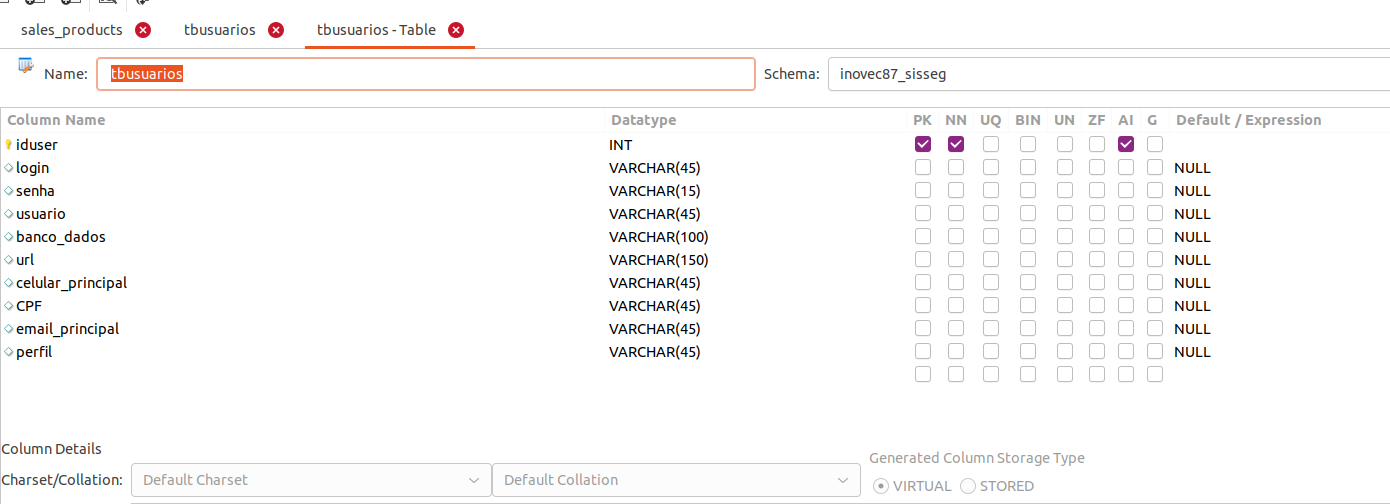 sales_products tbusuarios tbusuarios - Table
Name: tbusuarios Schema: inovec87_sisseg
Column Name Datatype PK NN UQ BIN UN ZF AI G Default / Expression
iduser INT
login VARCHAR(45) NULL
senha VARCHAR(15) NULL
usuario VARCHAR(45) NULL
banco_dados VARCHAR(100) NULL
url VARCHAR(150) NULL
celular_principal VARCHAR(45) NULL
CPF VARCHAR(45) NULL
email_principal VARCHAR(45) NULL
perfil VARCHAR(45) NULL
Column Details
Charset/Collation: Default Charset Default Collation Generated Column Storage Type
VIRTUAL STORED